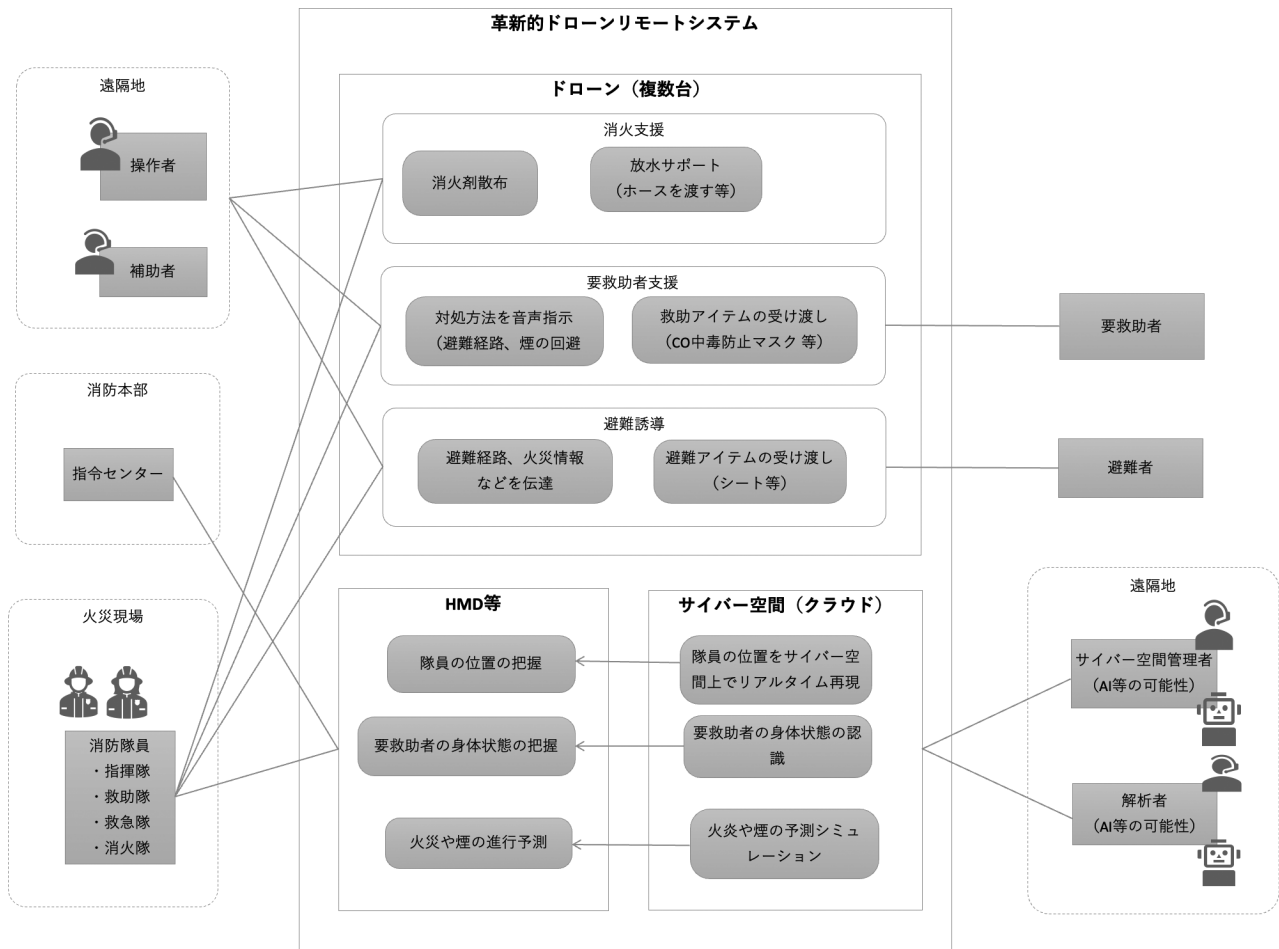 革新的ドローンリモートシステム
遠隔地
操作者
補助者
消防本部
指令センター
火災現場
消防隊員
・指揮隊
・救助隊
・救急隊
・消火隊
ドローン（複数台）
消火支援
消火剤散布
放水サポート
（ホースを渡す等）
要救助者支援
対処方法を音声指示
（避難経路、煙の回避
救助アイテムの受け渡し
（CO中毒防止マスク 等）
避難誘導
避難経路、火災情報
などを伝達
避難アイテムの受け渡し
（シート等）
HMD等
隊員の位置の把握
要救助者の身体状態の把握
火災や煙の進行予測
サイバー空間（クラウド）
隊員の位置をサイバー空
間上でリアルタイム再現
要救助者の身体状態の認
識
火炎や煙の予測シミュ
レーション
要救助者
避難者
遠隔地
サイバー空間管理者
（AI等の可能性）
解析者
（AI等の可能性）